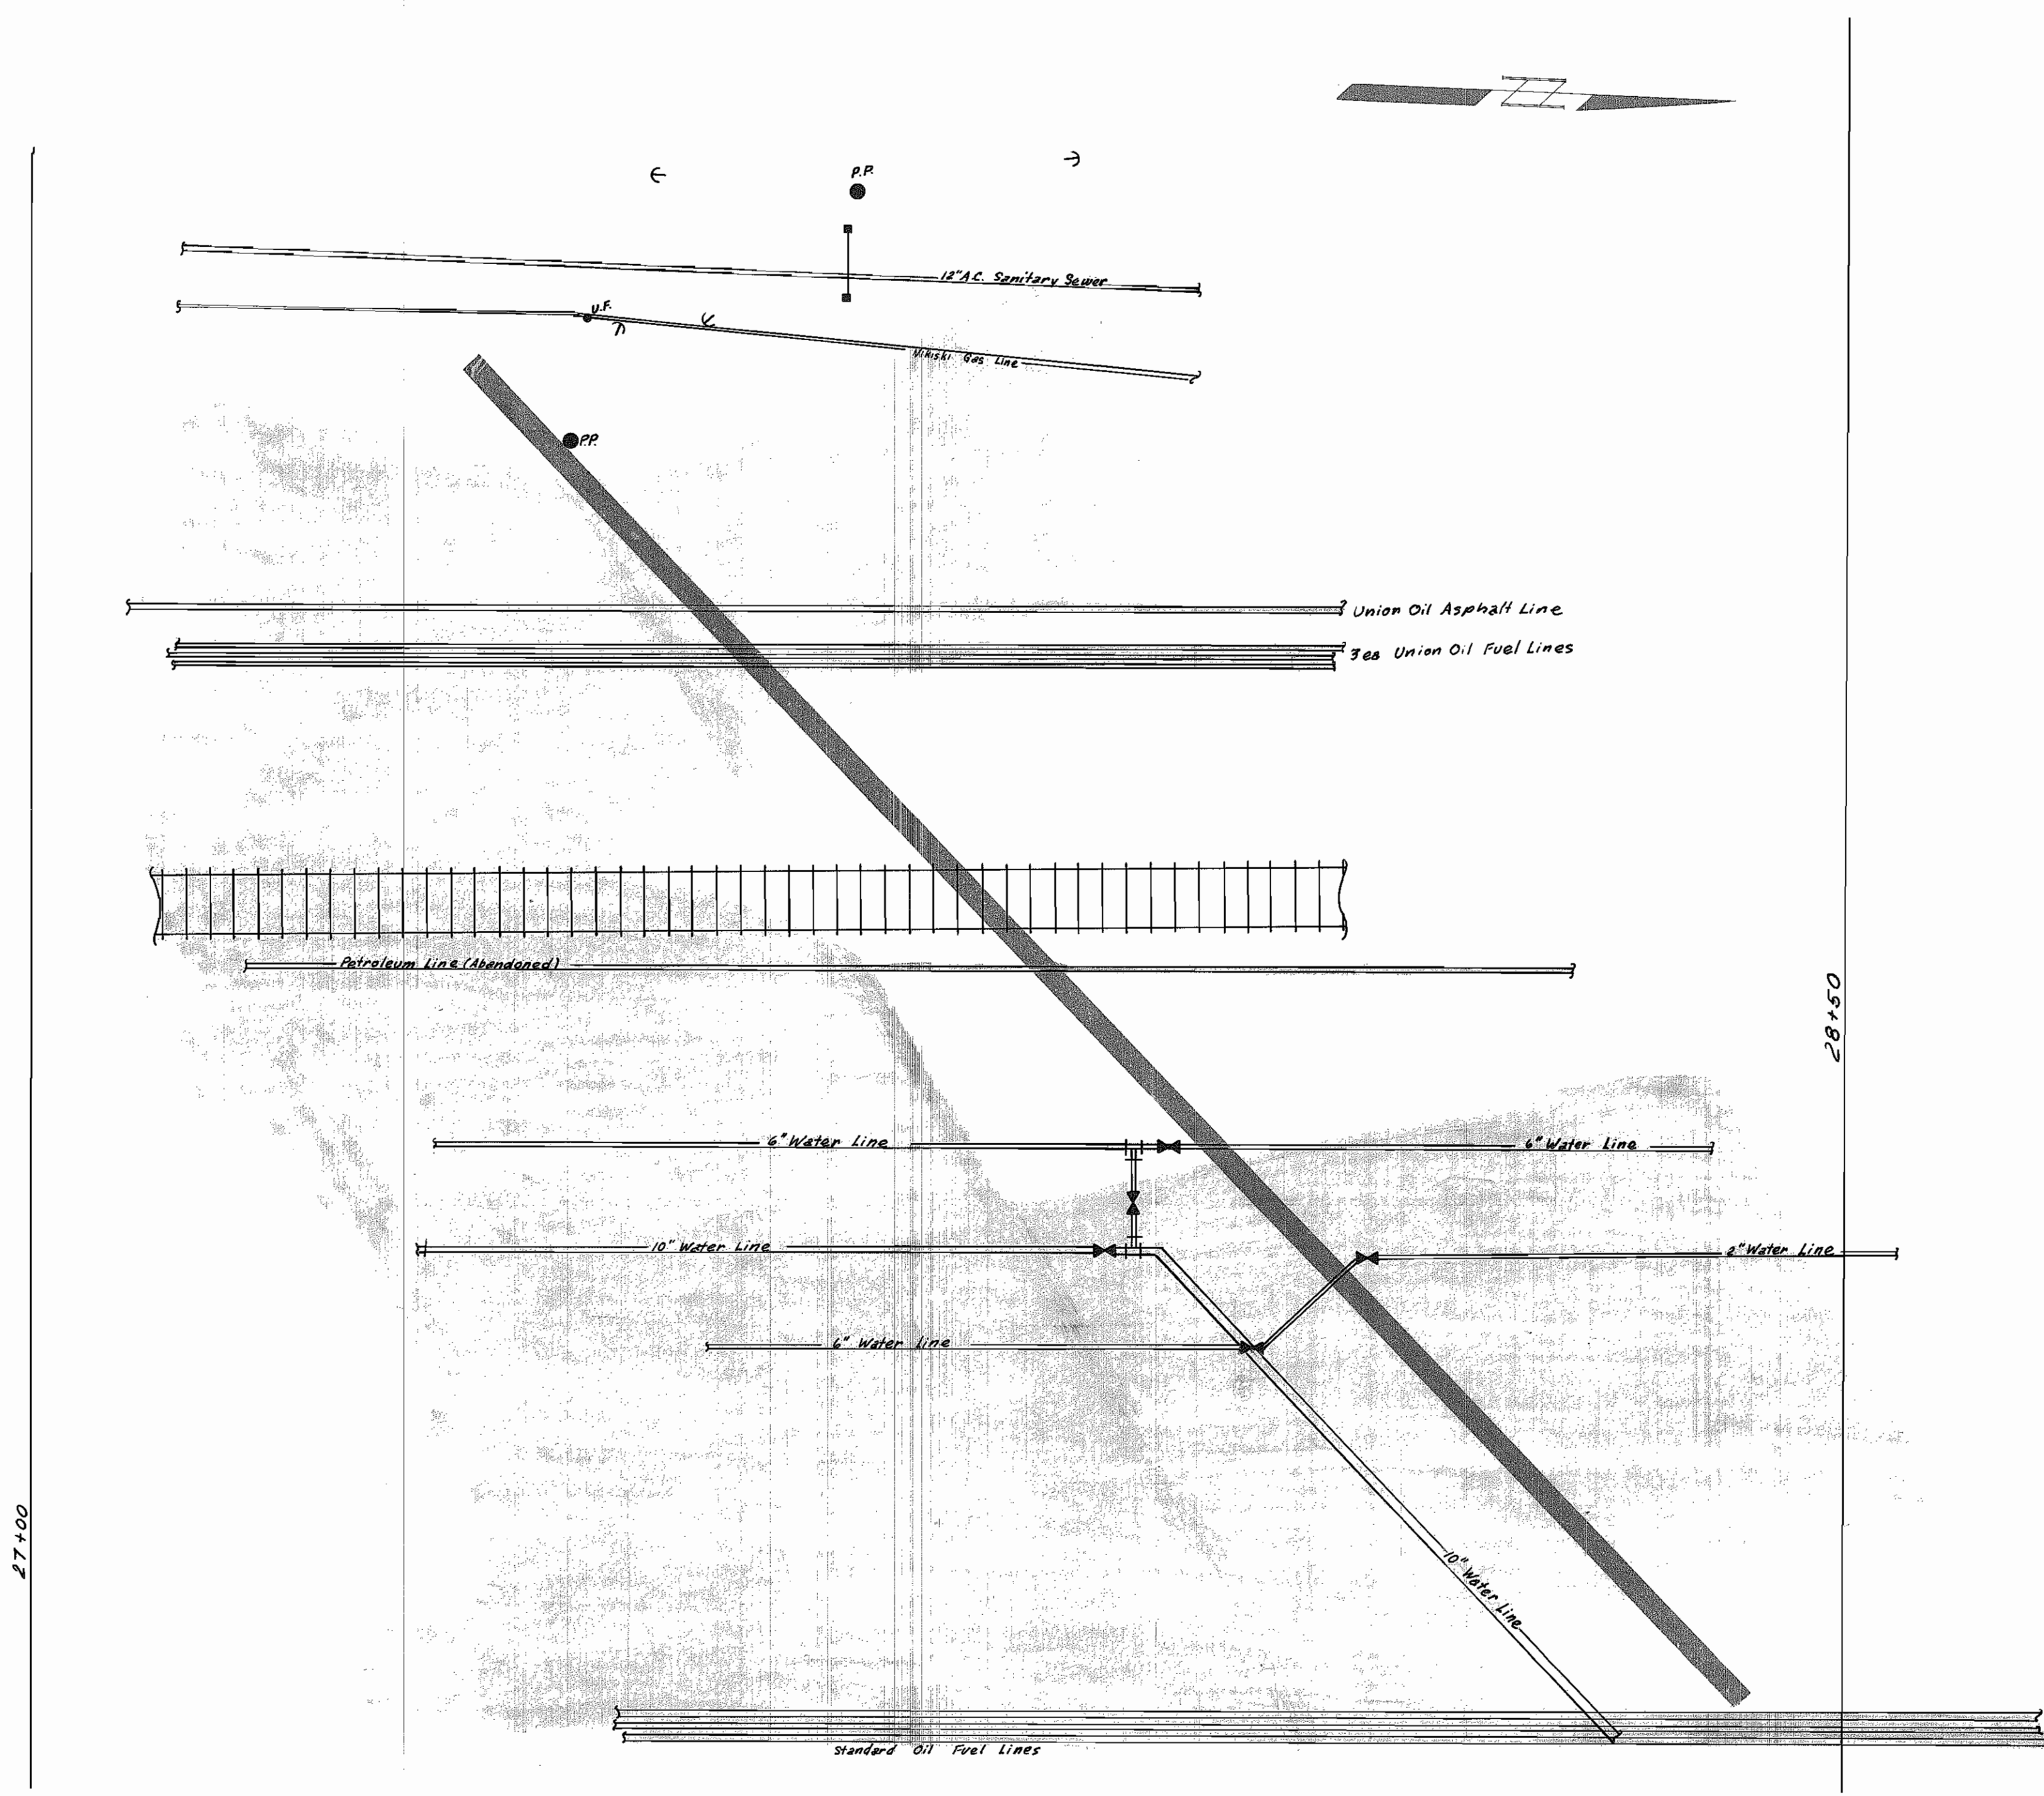 N
P.P.
12" A.C. Sanitary Sewer
V.F.
Nikiski Gas Line
P.P.
Union Oil Asphalt Line
3 ea Union Oil Fuel Lines
Petroleum Line (Abandoned)
28+50
6" Water Line
6" Water Line
10" Water Line
2" Water Line
6" Water Line
27+00
10" Water Line
Standard Oil Fuel Lines